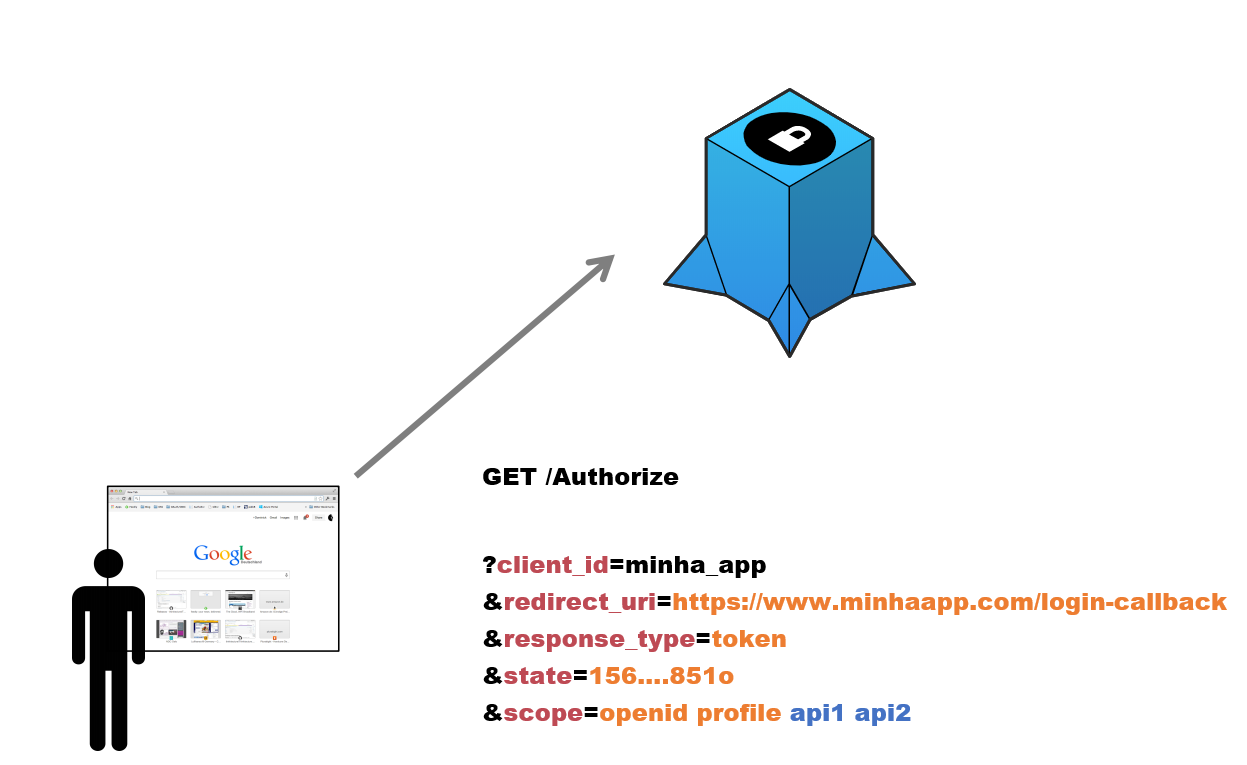 Google
GET /Authorize
?client_id=minha_app
&redirect_uri=https://www.minhaapp.com/login-callback
&response_type=token
&state=156....851o
&scope=openid profile api1 api2